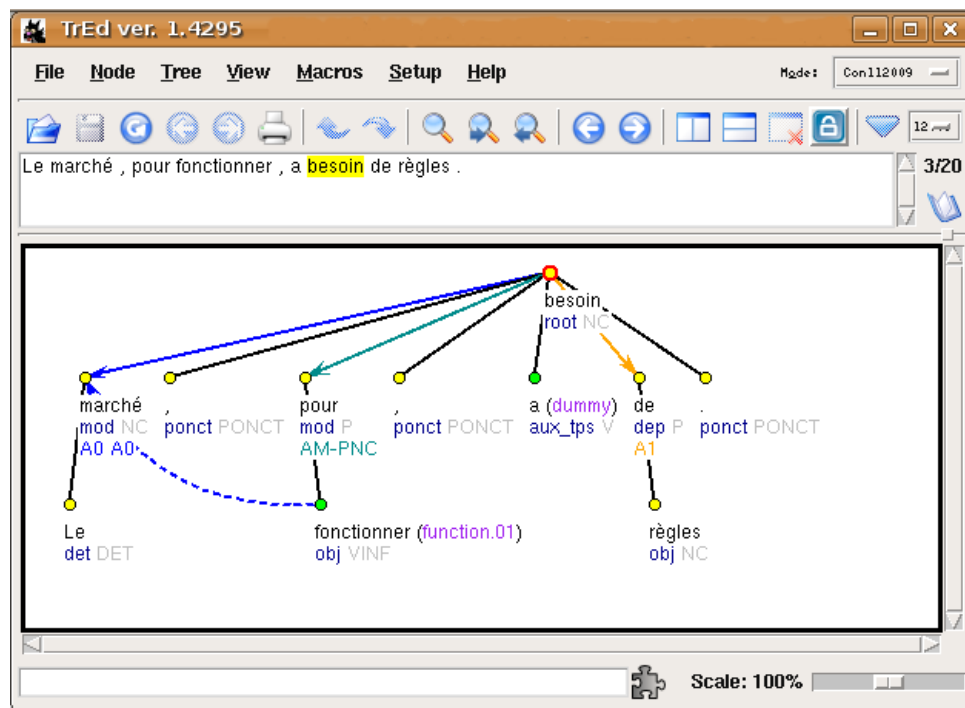 TrEd ver. 1.4295
File Node Tree View Macros Setup Help Mode: Conll2009
12
Le marché , pour fonctionner , a besoin de règles .
3/20
besoin
root NC
marché , pour , a (dummy) de .
mod NC ponct PONCT mod P ponct PONCT aux_tps V dep P ponct PONCT
A0 A0 AM-PNC A1
Le fonctionner (function.01) règles
det DET obj VINF obj NC
Scale: 100%